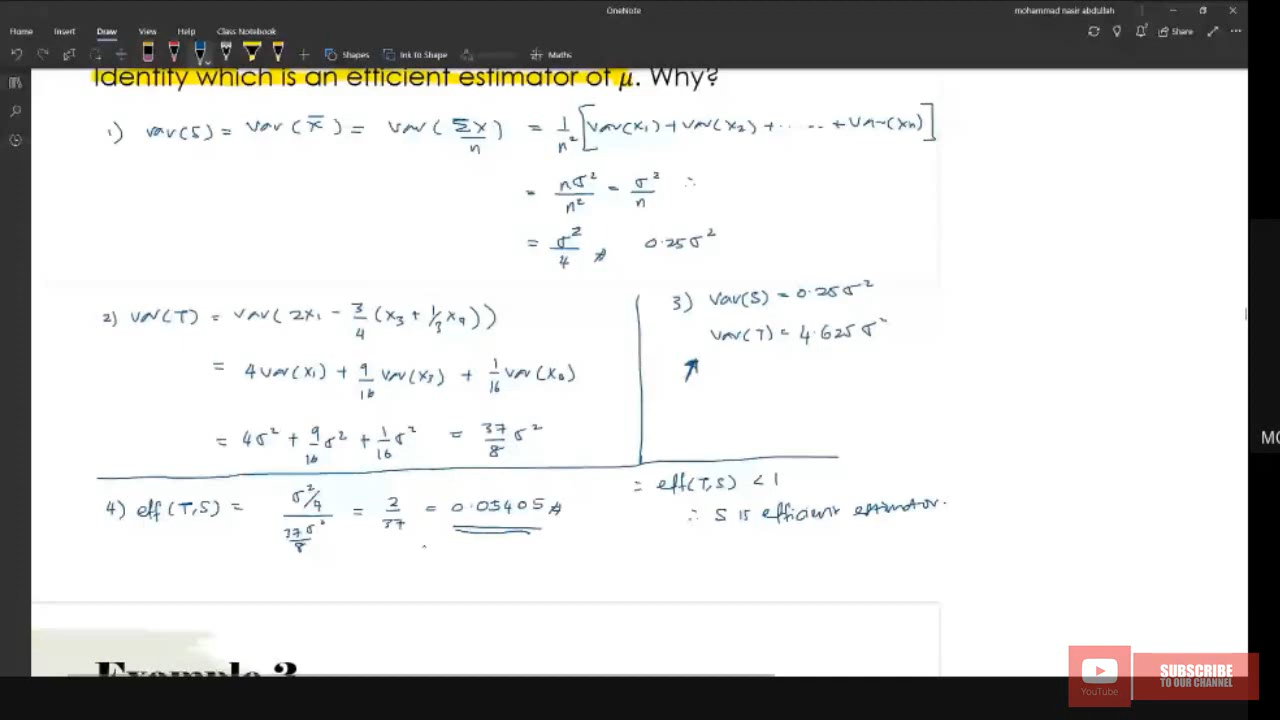 OneNote
mohammad nasir abdullah
Home Insert Draw View Help Class Notebook
Share
Shapes Ink to Shape Maths
Identity which is an efficient estimator of μ. Why?
1) var(S) = var(x̄) = var(Σx/n) = 1/n² [var(x₁) + var(x₂) + ...... + var(xn)]
= nσ²/n² = σ²/n ∴
= σ²/4 # 0.25σ²
2) var(T) = var(2x₁ - 3/4 (x₃ + 1/3 x₄))
= 4var(x₁) + 9/16 var(x₃) + 1/16 var(x₄)
= 4σ² + 9/16 σ² + 1/16 σ² = 37/8 σ²
3) var(S) = 0.25σ²
var(T) = 4.625σ²
4) eff(T,S) = σ²/4 / 37σ²/8 = 2/37 = 0.05405 #
= eff(T,S) < 1
∴ S is efficient estimator.
Example 3
SUBSCRIBE
TO OUR CHANNEL
YouTube